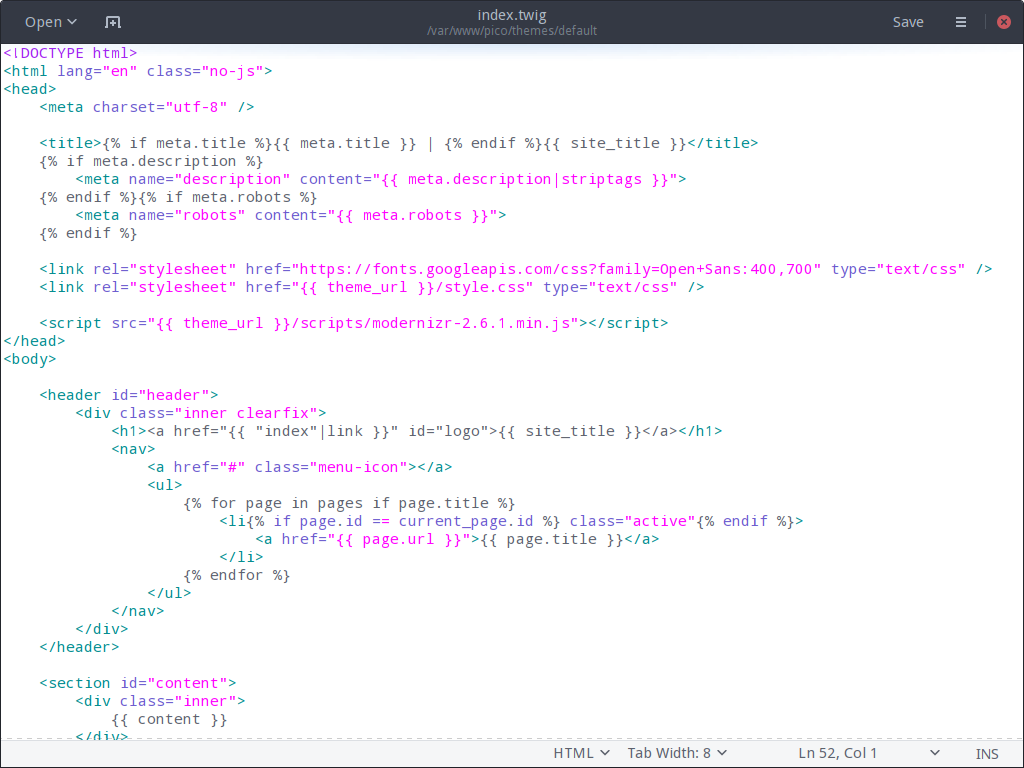 Open
index.twig
/var/www/pico/themes/default
Save
<!DOCTYPE html>
<html lang="en" class="no-js">
<head>
    <meta charset="utf-8" />

    <title>{% if meta.title %}{{ meta.title }} | {% endif %}{{ site_title }}</title>
    {% if meta.description %}
        <meta name="description" content="{{ meta.description|striptags }}">
    {% endif %}{% if meta.robots %}
        <meta name="robots" content="{{ meta.robots }}">
    {% endif %}

    <link rel="stylesheet" href="https://fonts.googleapis.com/css?family=Open+Sans:400,700" type="text/css" />
    <link rel="stylesheet" href="{{ theme_url }}/style.css" type="text/css" />

    <script src="{{ theme_url }}/scripts/modernizr-2.6.1.min.js"></script>
</head>
<body>

    <header id="header">
        <div class="inner clearfix">
            <h1><a href="{{ "index"|link }}" id="logo">{{ site_title }}</a></h1>
            <nav>
                <a href="#" class="menu-icon"></a>
                <ul>
                    {% for page in pages if page.title %}
                        <li{% if page.id == current_page.id %} class="active"{% endif %}>
                            <a href="{{ page.url }}">{{ page.title }}</a>
                        </li>
                    {% endfor %}
                </ul>
            </nav>
        </div>
    </header>

    <section id="content">
        <div class="inner">
            {{ content }}
        </div>
HTML
Tab Width: 8
Ln 52, Col 1
INS